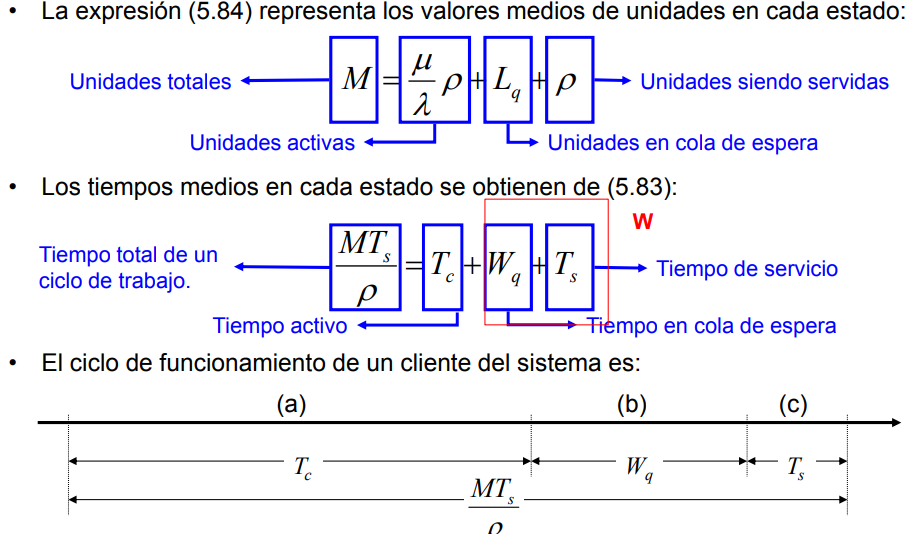 • La expresión (5.84) representa los valores medios de unidades en cada estado:
Unidades totales M = μ/λ ρ + L_q + ρ Unidades siendo servidas
Unidades activas Unidades en cola de espera
• Los tiempos medios en cada estado se obtienen de (5.83):
W
Tiempo total de un
ciclo de trabajo.
MT_s/ρ = T_c + W_q + T_s Tiempo de servicio
Tiempo activo Tiempo en cola de espera
• El ciclo de funcionamiento de un cliente del sistema es:
(a) (b) (c)
T_c W_q T_s
MT_s/ρ